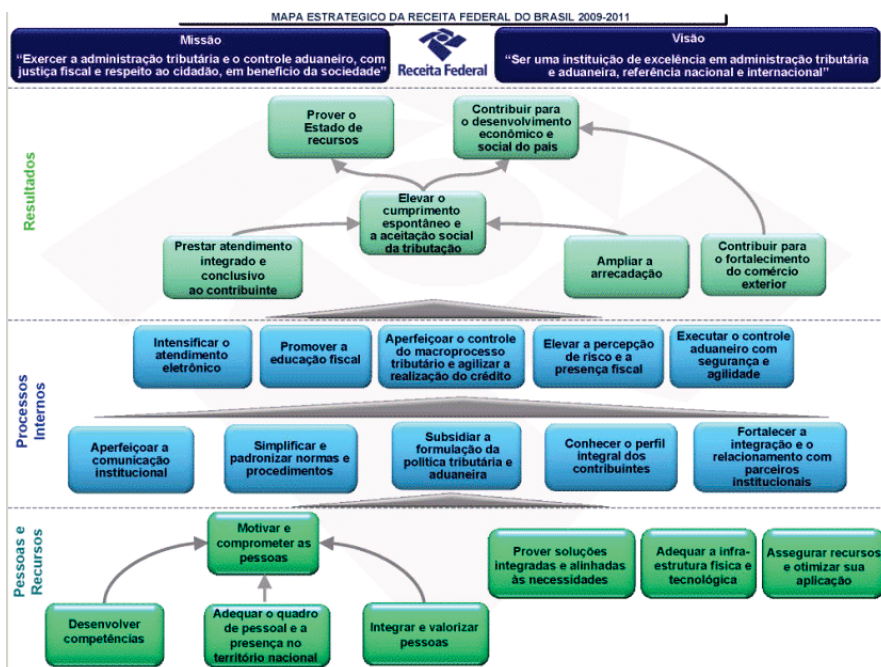 MAPA ESTRATEGICO DA RECEITA FEDERAL DO BRASIL 2009-2011
Missão
“Exercer a administração tributária e o controle aduaneiro, com
justiça fiscal e respeito ao cidadão, em benefício da sociedade”
Receita Federal
Visão
“Ser uma instituição de excelência em administração tributária
e aduaneira, referência nacional e internacional”
Resultados
Prover o
Estado de
recursos
Contribuir para
o desenvolvimento
econômico e
social do país
Elevar o
cumprimento
espontâneo e
a aceitação social
da tributação
Prestar atendimento
integrado e
conclusivo
ao contribuinte
Ampliar a
arrecadação
Contribuir para
o fortalecimento
do comércio
exterior
Processos
Internos
Intensificar o
atendimento
eletrônico
Promover a
educação fiscal
Aperfeiçoar o controle
do macroprocesso
tributário e agilizar a
realização do crédito
Elevar a percepção
de risco e a
presença fiscal
Executar o controle
aduaneiro com
segurança e
agilidade
Aperfeiçoar a
comunicação
institucional
Simplificar e
padronizar normas e
procedimentos
Subsidiar a
formulação da
política tributária e
aduaneira
Conhecer o perfil
integral dos
contribuintes
Fortalecer a
integração e o
relacionamento com
parceiros
institucionais
Pessoas e
Recursos
Motivar e
comprometer as
pessoas
Prover soluções
integradas e alinhadas
às necessidades
Adequar a infra-
estrutura física e
tecnológica
Assegurar recursos
e otimizar sua
aplicação
Desenvolver
competências
Adequar o quadro
de pessoal e a
presença no
território nacional
Integrar e valorizar
pessoas